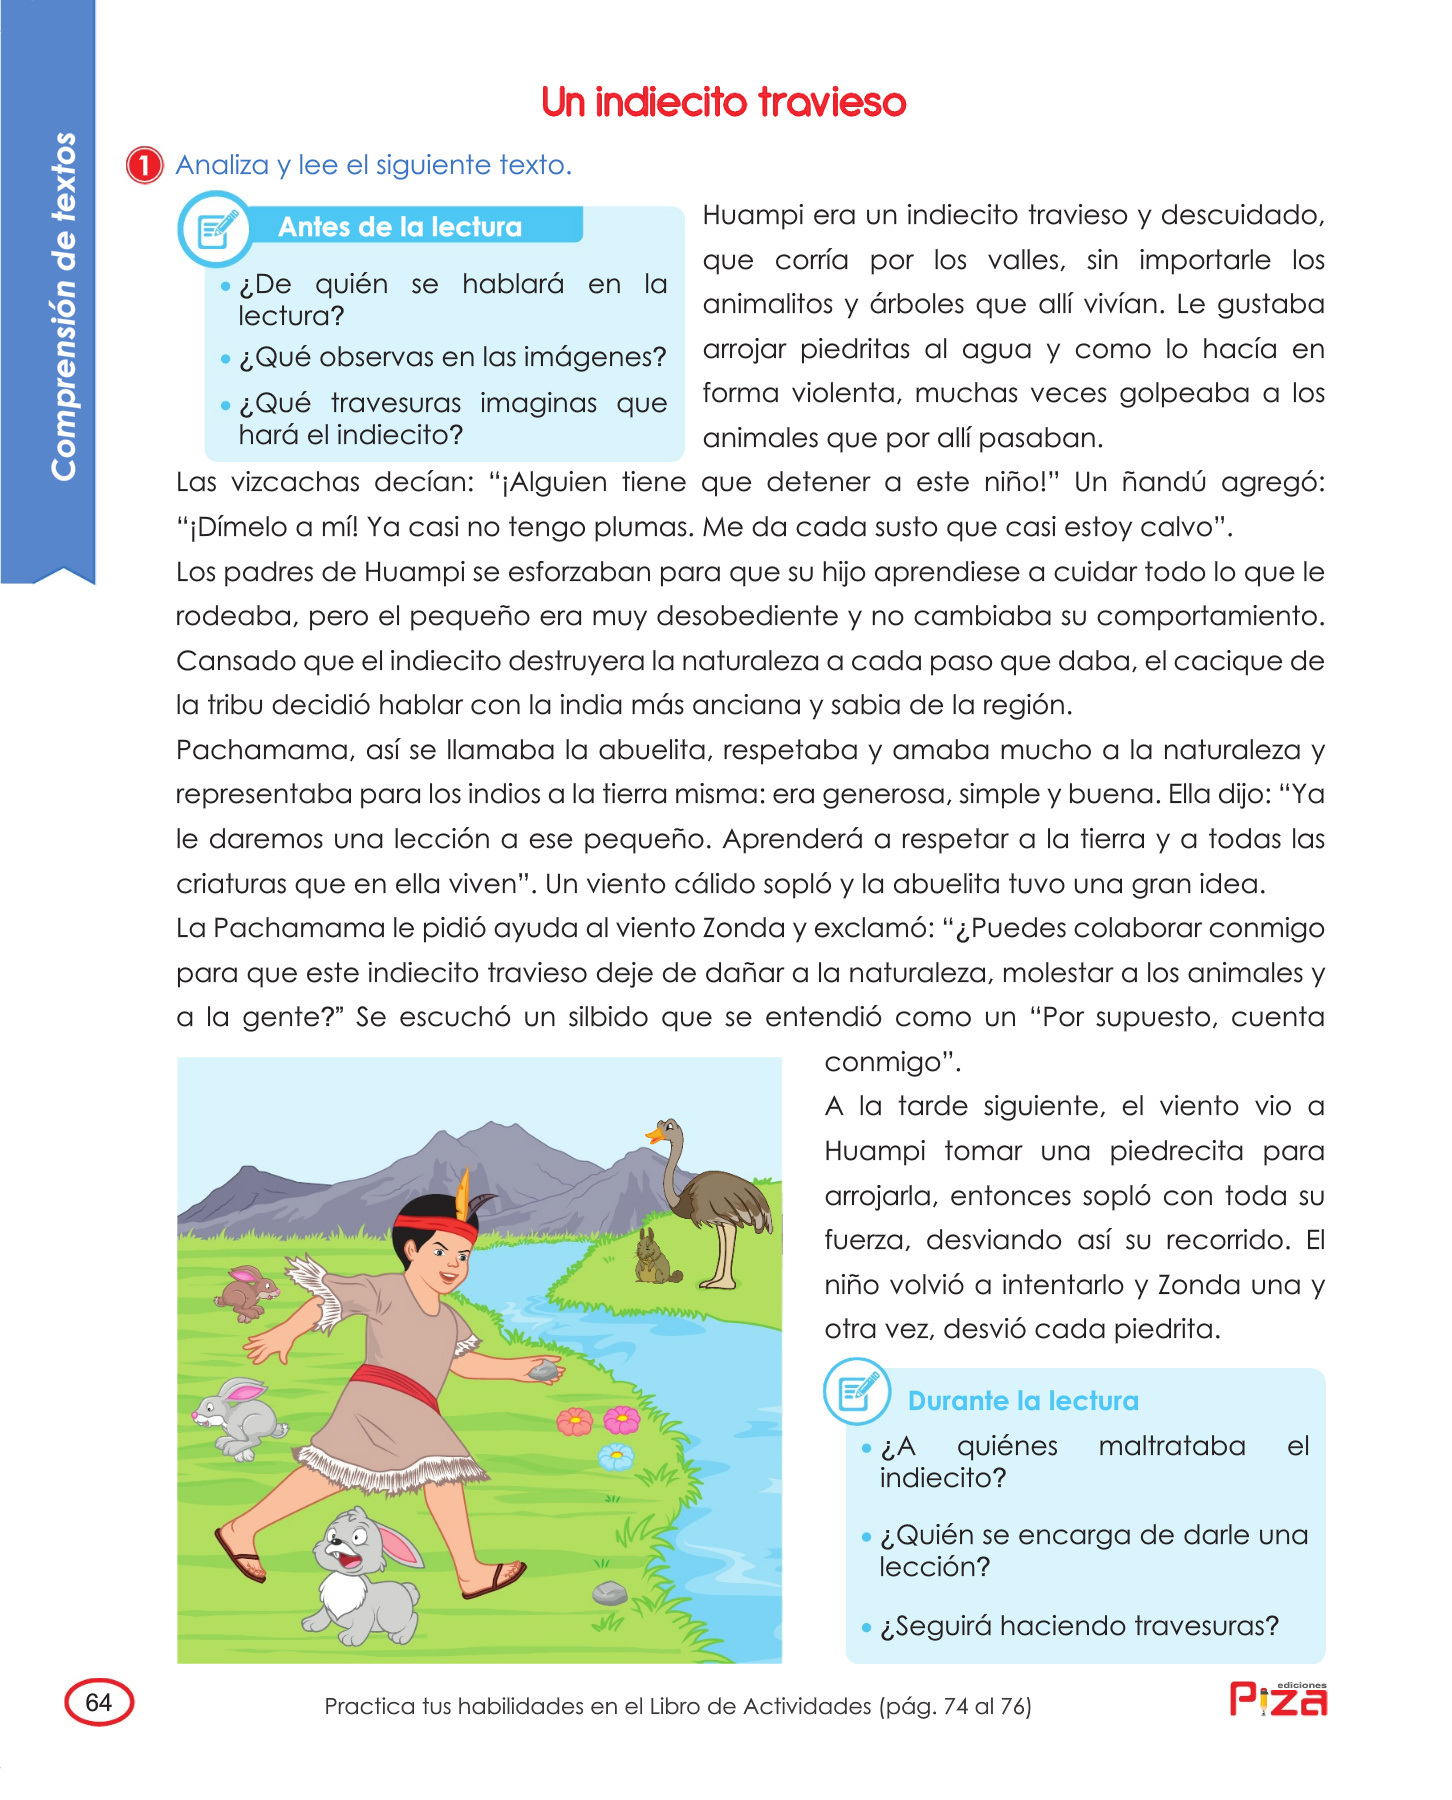 Comprensión de textos
Un indiecito travieso
1 Analiza y lee el siguiente texto.
Antes de la lectura
• ¿De quién se hablará en la
lectura?
• ¿Qué observas en las imágenes?
• ¿Qué travesuras imaginas que
hará el indiecito?
Huampi era un indiecito travieso y descuidado,
que corría por los valles, sin importarle los
animalitos y árboles que allí vivían. Le gustaba
arrojar piedritas al agua y como lo hacía en
forma violenta, muchas veces golpeaba a los
animales que por allí pasaban.
Las vizcachas decían: “¡Alguien tiene que detener a este niño!” Un ñandú agregó:
“¡Dímelo a mí! Ya casi no tengo plumas. Me da cada susto que casi estoy calvo”.
Los padres de Huampi se esforzaban para que su hijo aprendiese a cuidar todo lo que le
rodeaba, pero el pequeño era muy desobediente y no cambiaba su comportamiento.
Cansado que el indiecito destruyera la naturaleza a cada paso que daba, el cacique de
la tribu decidió hablar con la india más anciana y sabia de la región.
Pachamama, así se llamaba la abuelita, respetaba y amaba mucho a la naturaleza y
representaba para los indios a la tierra misma: era generosa, simple y buena. Ella dijo: “Ya
le daremos una lección a ese pequeño. Aprenderá a respetar a la tierra y a todas las
criaturas que en ella viven”. Un viento cálido sopló y la abuelita tuvo una gran idea.
La Pachamama le pidió ayuda al viento Zonda y exclamó: “¿Puedes colaborar conmigo
para que este indiecito travieso deje de dañar a la naturaleza, molestar a los animales y
a la gente?” Se escuchó un silbido que se entendió como un “Por supuesto, cuenta
conmigo”.
A la tarde siguiente, el viento vio a
Huampi tomar una piedrecita para
arrojarla, entonces sopló con toda su
fuerza, desviando así su recorrido. El
niño volvió a intentarlo y Zonda una y
otra vez, desvió cada piedrita.
Durante la lectura
• ¿A quiénes maltrataba el
indiecito?
• ¿Quién se encarga de darle una
lección?
• ¿Seguirá haciendo travesuras?
64
Practica tus habilidades en el Libro de Actividades (pág. 74 al 76)
ediciones
Piza